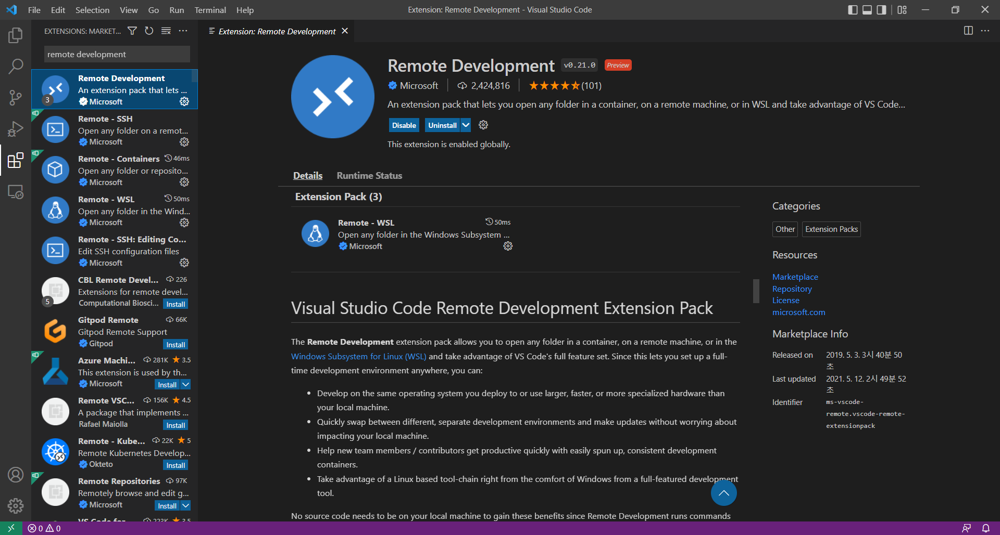 File Edit Selection View Go Run Terminal Help
Extension: Remote Development - Visual Studio Code
EXTENSIONS: MARKET...
remote development
Remote Development
An extension pack that lets ...
3
Microsoft
Remote - SSH
Open any folder on a remot...
Microsoft
Remote - Containers 46ms
Open any folder or reposito...
Microsoft
Remote - WSL 50ms
Open any folder in the Wind...
Microsoft
Remote - SSH: Editing Co...
Edit SSH configuration files
Microsoft
CBL Remote Devel... 226
Extensions for remote devel...
5
Computational Biosci... Install
Gitpod Remote 66K
Gitpod Remote Support
Gitpod Install
Azure Machi... 281K 3.5
This extension is used by th...
Microsoft Install
Remote VSC... 156K 4.5
A package that implements ...
Rafael Maiolla Install
Remote - Kube... 22K 5
Remote Kubernetes Develop...
Okteto Install
Remote Repositories 97K
Remotely browse and edit g...
Microsoft Install
VS Code for 223K 3.5
Extension: Remote Development
Remote Development v0.21.0 Preview
Microsoft 2,424,816 (101)
An extension pack that lets you open any folder in a container, on a remote machine, or in WSL and take advantage of VS Code...
Disable Uninstall
This extension is enabled globally.
Details Runtime Status
Extension Pack (3)
Remote - WSL 50ms
Open any folder in the Windows Subsystem ...
Microsoft
Visual Studio Code Remote Development Extension Pack
The Remote Development extension pack allows you to open any folder in a container, on a remote machine, or in the
Windows Subsystem for Linux (WSL) and take advantage of VS Code's full feature set. Since this lets you set up a full-
time development environment anywhere, you can:
• Develop on the same operating system you deploy to or use larger, faster, or more specialized hardware than
your local machine.
• Quickly swap between different, separate development environments and make updates without worrying about
impacting your local machine.
• Help new team members / contributors get productive quickly with easily spun up, consistent development
containers.
• Take advantage of a Linux based tool-chain right from the comfort of Windows from a full-featured development
tool.
No source code needs to be on your local machine to gain these benefits since Remote Development runs commands
Categories
Other Extension Packs
Resources
Marketplace
Repository
License
microsoft.com
Marketplace Info
Released on 2019. 5. 3. 3시 40분 50
초
Last updated 2021. 5. 12. 2시 49분 52
초
Identifier ms-vscode-
remote.vscode-remote-
extensionpack
0 0